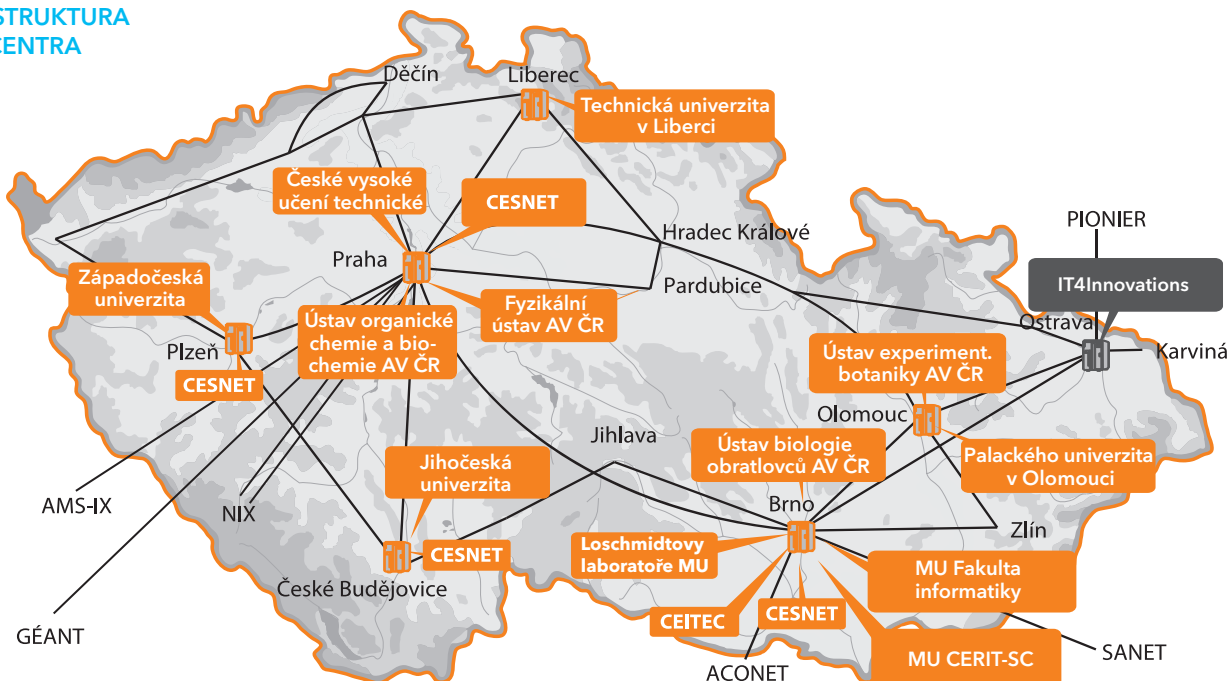 STRUKTURA
CENTRA
Děčín
Liberec
Technická univerzita
v Liberci
České vysoké
učení technické
CESNET
PIONIER
Hradec Králové
Praha
Západočeská
univerzita
Pardubice
IT4Innovations
Fyzikální
ústav AV ČR
Ústav organické
chemie a bio-
chemie AV ČR
Ostrava
Plzeň
Karviná
Ústav experiment.
botaniky AV ČR
CESNET
Olomouc
Jihlava
Ústav biologie
obratlovců AV ČR
Palackého univerzita
v Olomouci
Jihočeská
univerzita
AMS-IX
NIX
Brno
Zlín
Loschmidtovy
laboratoře MU
CESNET
MU Fakulta
informatiky
České Budějovice
CEITEC
CESNET
GÉANT
MU CERIT-SC
SANET
ACONET